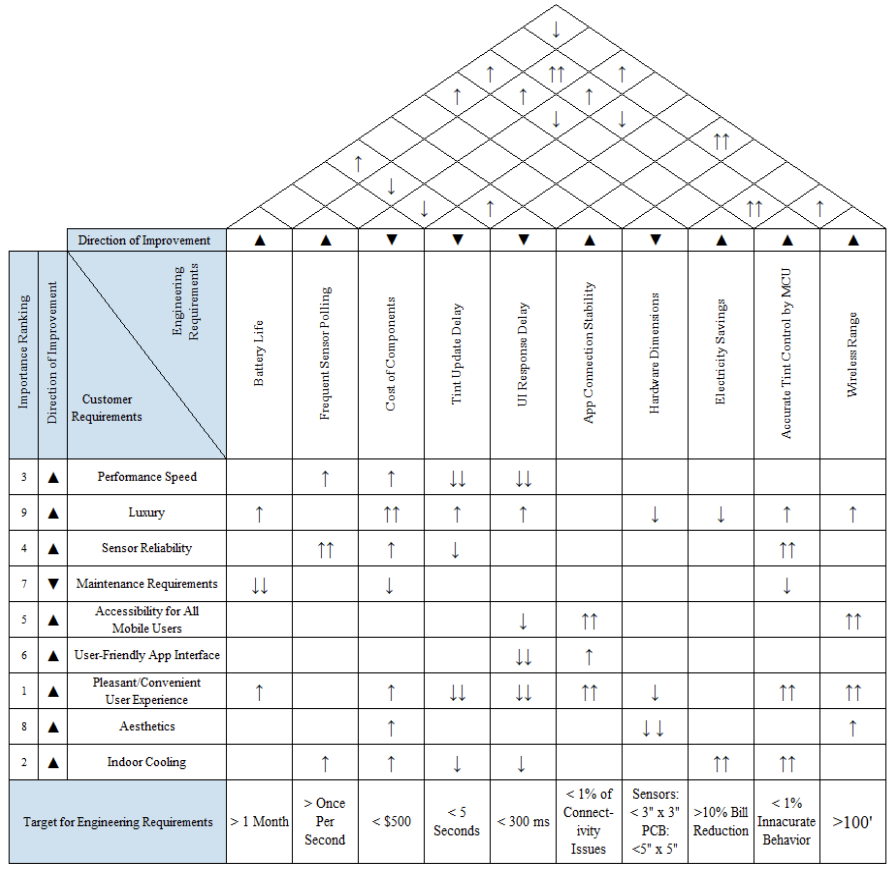 ↓
↑ ↑↑ ↑
↑ ↑ ↑
↓ ↓
↑↑
↑
↓
↓ ↑ ↑↑ ↑
Direction of Improvement ▲ ▲ ▼ ▼ ▼ ▲ ▼ ▲ ▲ ▲
Importance Ranking
Direction of Improvement
Engineering
Requirements
Customer
Requirements
Battery Life
Frequent Sensor Polling
Cost of Components
Tint Update Delay
UI Response Delay
App Connection Stability
Hardware Dimensions
Electricity Savings
Accurate Tint Control by MCU
Wireless Range
3 ▲ Performance Speed ↑ ↑ ↓↓ ↓↓
9 ▲ Luxury ↑ ↑↑ ↑ ↑ ↓ ↓ ↑ ↑
4 ▲ Sensor Reliability ↑↑ ↑ ↓ ↑↑
7 ▼ Maintenance Requirements ↓↓ ↓ ↓
5 ▲ Accessibility for All
Mobile Users ↓ ↑↑ ↑↑
6 ▲ User-Friendly App Interface ↓↓ ↑
1 ▲ Pleasant/Convenient
User Experience ↑ ↑ ↓↓ ↓↓ ↑↑ ↓ ↑↑ ↑↑
8 ▲ Aesthetics ↑ ↓↓ ↑
2 ▲ Indoor Cooling ↑ ↑ ↓ ↓ ↑↑ ↑↑
Target for Engineering Requirements
> 1 Month
> Once
Per
Second
< $500
< 5
Seconds
< 300 ms
< 1% of
Connect-
ivity
Issues
Sensors:
< 3" x 3"
PCB:
<5" x 5"
>10% Bill
Reduction
< 1%
Innacurate
Behavior
>100'